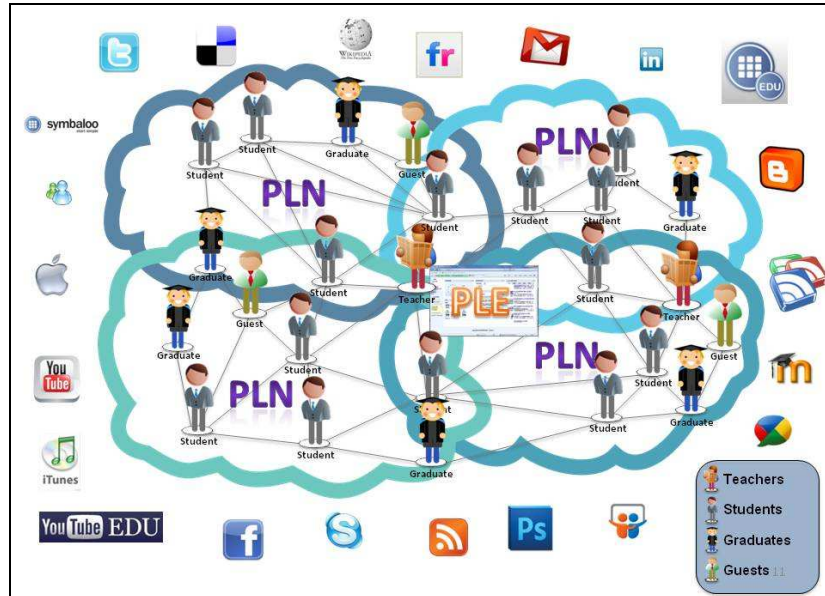 WIKIPEDIA
fr
in
EDU
symbaloo
PLN
Student
Student
Graduate
Guest
Student
Student
Graduate
Student
PLN
Student
Student
Student
Graduate
Teacher
PLE
Student
Teacher
Guest
Graduate
Guest
Student
PLN
Student
Student
Student
Graduate
PLN
Student
Student
Graduate
Student
Graduate
You
Tube
iTunes
You Tube EDU
Ps
Teachers
Students
Graduates
Guests 11